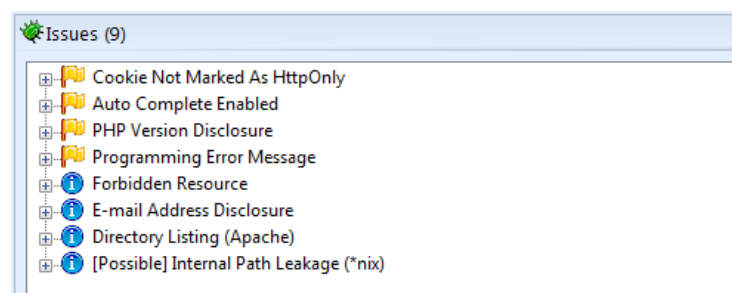 Issues (9)
Cookie Not Marked As HttpOnly
Auto Complete Enabled
PHP Version Disclosure
Programming Error Message
Forbidden Resource
E-mail Address Disclosure
Directory Listing (Apache)
[Possible] Internal Path Leakage (*nix)